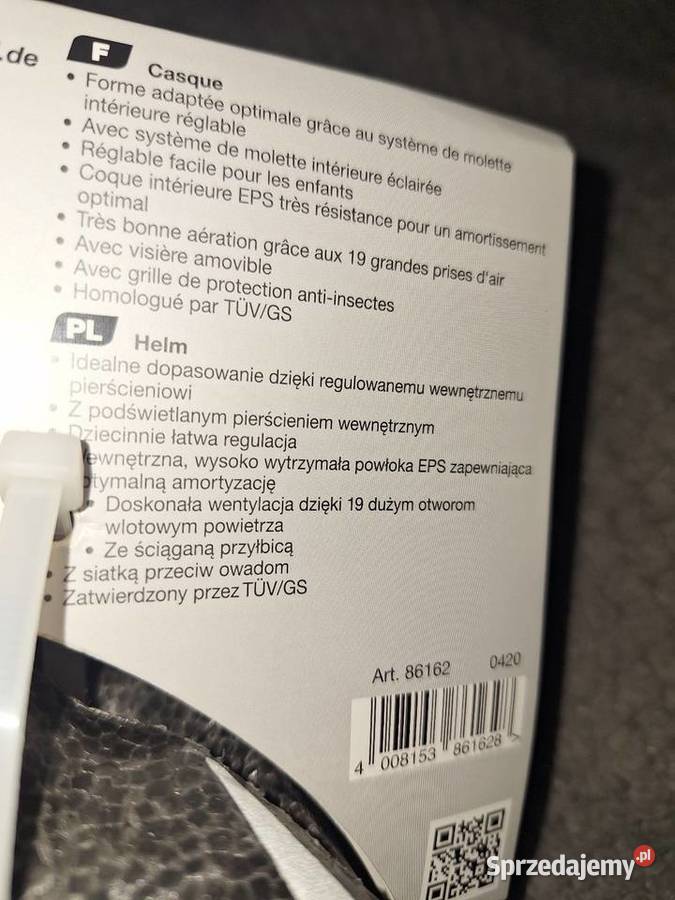 .de
F Casque
• Forme adaptée optimale grâce au système de molette
intérieure réglable
• Avec système de molette intérieure éclairée
• Réglable facile pour les enfants
• Coque intérieure EPS très résistance pour un amortissement
optimal
• Très bonne aération grâce aux 19 grandes prises d'air
• Avec visière amovible
• Avec grille de protection anti-insectes
• Homologué par TÜV/GS
PL Helm
• Idealne dopasowanie dzięki regulowanemu wewnętrznemu
pierścieniowi
• Z podświetlanym pierścieniem wewnętrznym
Dziecinnie łatwa regulacja
ewnętrzna, wysoko wytrzymała powłoka EPS zapewniająca
ptymalną amortyzację
• Doskonała wentylacja dzięki 19 dużym otworom
wlotowym powietrza
• Ze ściąganą przyłbicą
• Z siatką przeciw owadom
• Zatwierdzony przez TÜV/GS
Art. 86162 0420
4 008153 861628 >
Sprzedajemy.pl